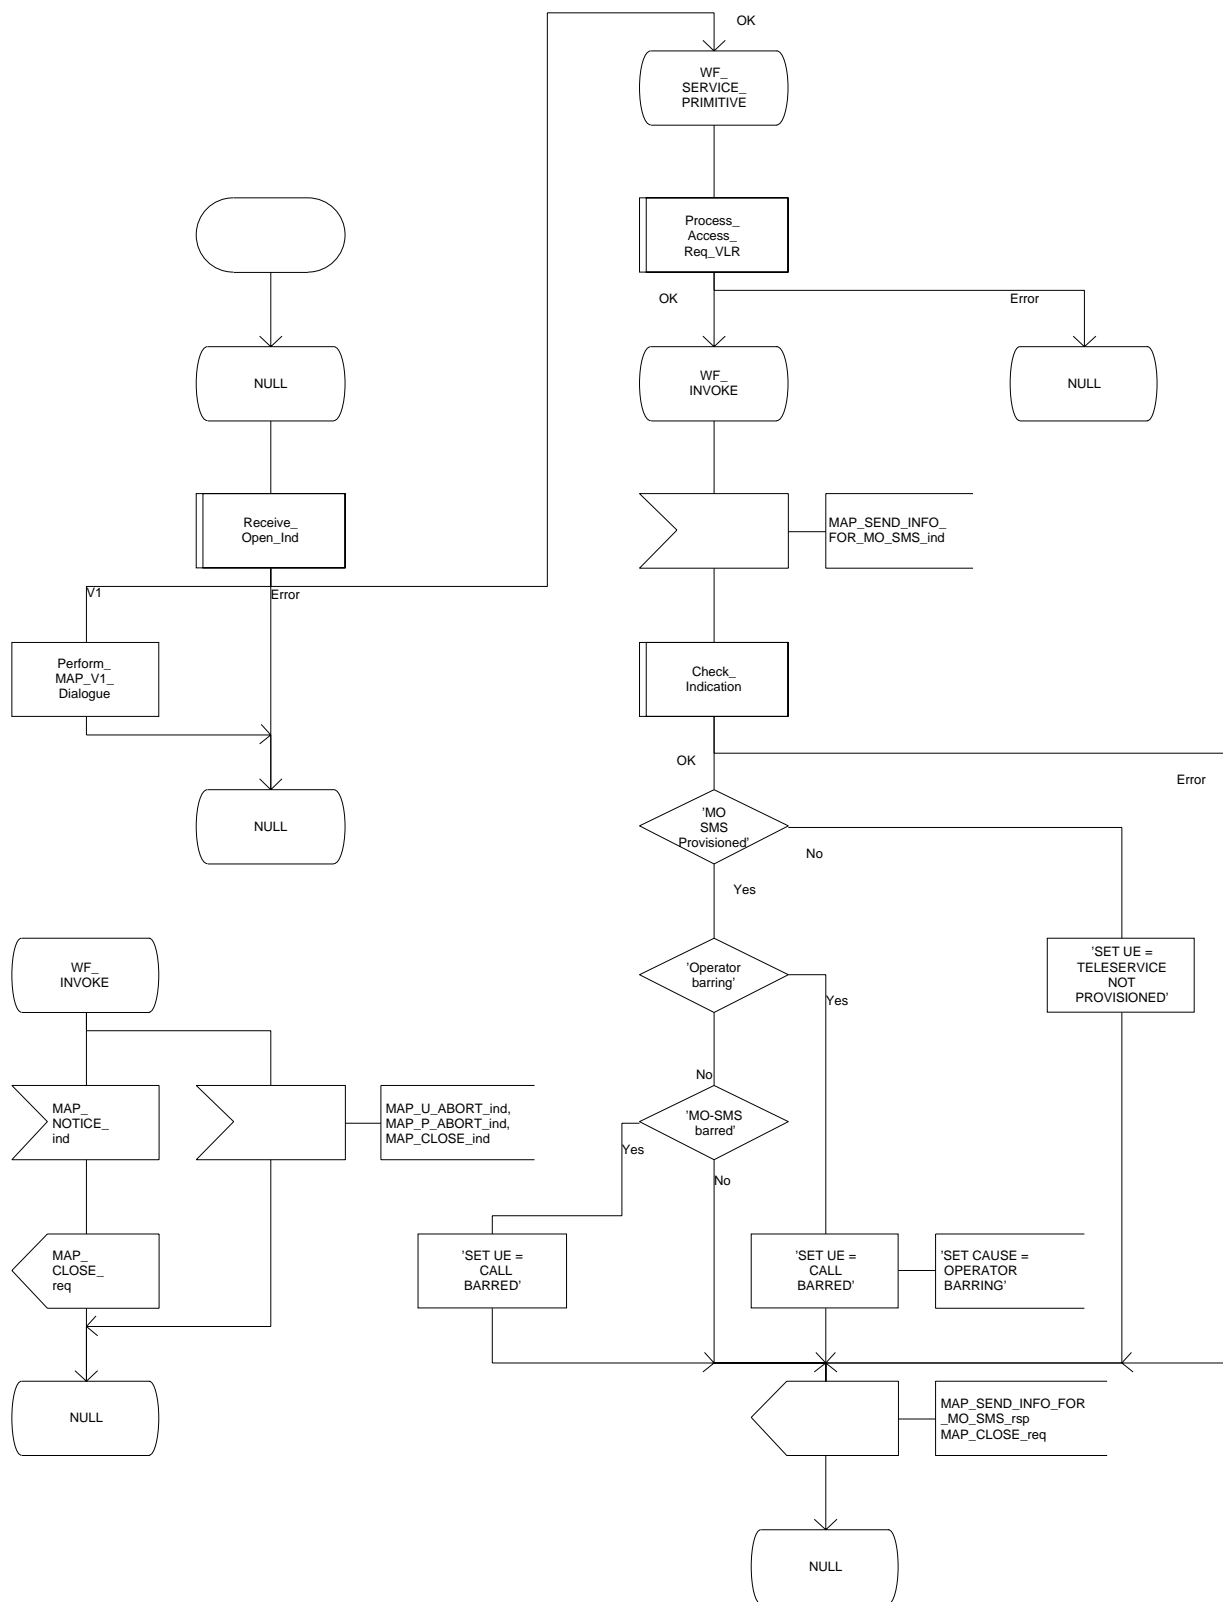 OK
WF_
SERVICE_
PRIMITIVE
Process_
Access_
Req_VLR
OK
Error
NULL
WF_
INVOKE
NULL
Receive_
Open_Ind
MAP_SEND_INFO_
FOR_MO_SMS_ind
V1
Error
Perform_
MAP_V1_
Dialogue
Check_
Indication
OK
Error
NULL
'MO
SMS
Provisioned'
No
Yes
WF_
INVOKE
'Operator
barring'
Yes
'SET UE =
TELESERVICE
NOT
PROVISIONED'
No
MAP_
NOTICE_
ind
MAP_U_ABORT_ind,
MAP_P_ABORT_ind,
MAP_CLOSE_ind
'MO-SMS
barred'
Yes
No
MAP_
CLOSE_
req
'SET UE =
CALL
BARRED'
'SET UE =
CALL
BARRED'
'SET CAUSE =
OPERATOR
BARRING'
NULL
MAP_SEND_INFO_FOR
_MO_SMS_rsp
MAP_CLOSE_req
NULL